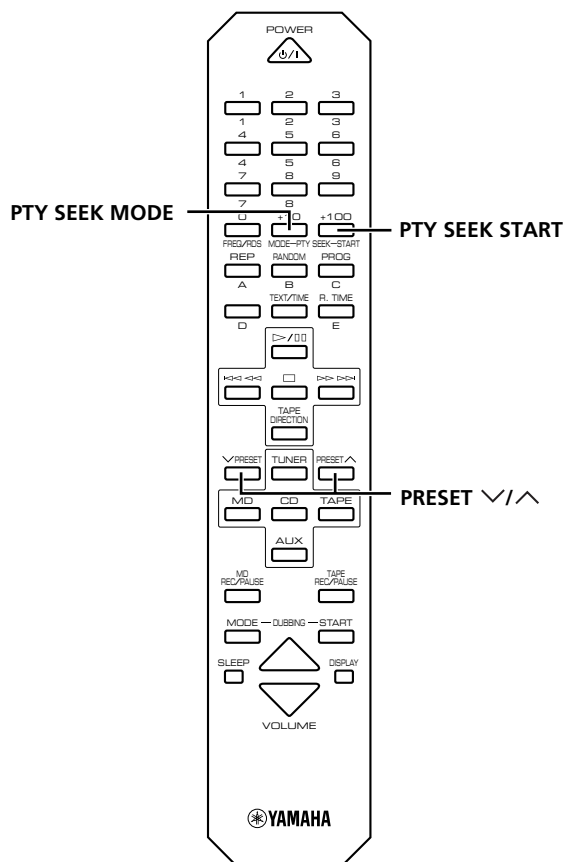 POWER
⏻/I
1 2 3
1 2 3
4 5 6
4 5 6
7 8 9
7 8
PTY SEEK MODE
0 +10 +100
PTY SEEK START
FREQ/RDS MODE–PTY SEEK–START
REP RANDOM PROG
A B C
TEXT/TIME R. TIME
D E
TAPE
DIRECTION
PRESET TUNER PRESET
MD CD TAPE
PRESET
AUX
MD
REC/PAUSE
TAPE
REC/PAUSE
MODE – DUBBING – START
SLEEP DISPLAY
VOLUME
YAMAHA